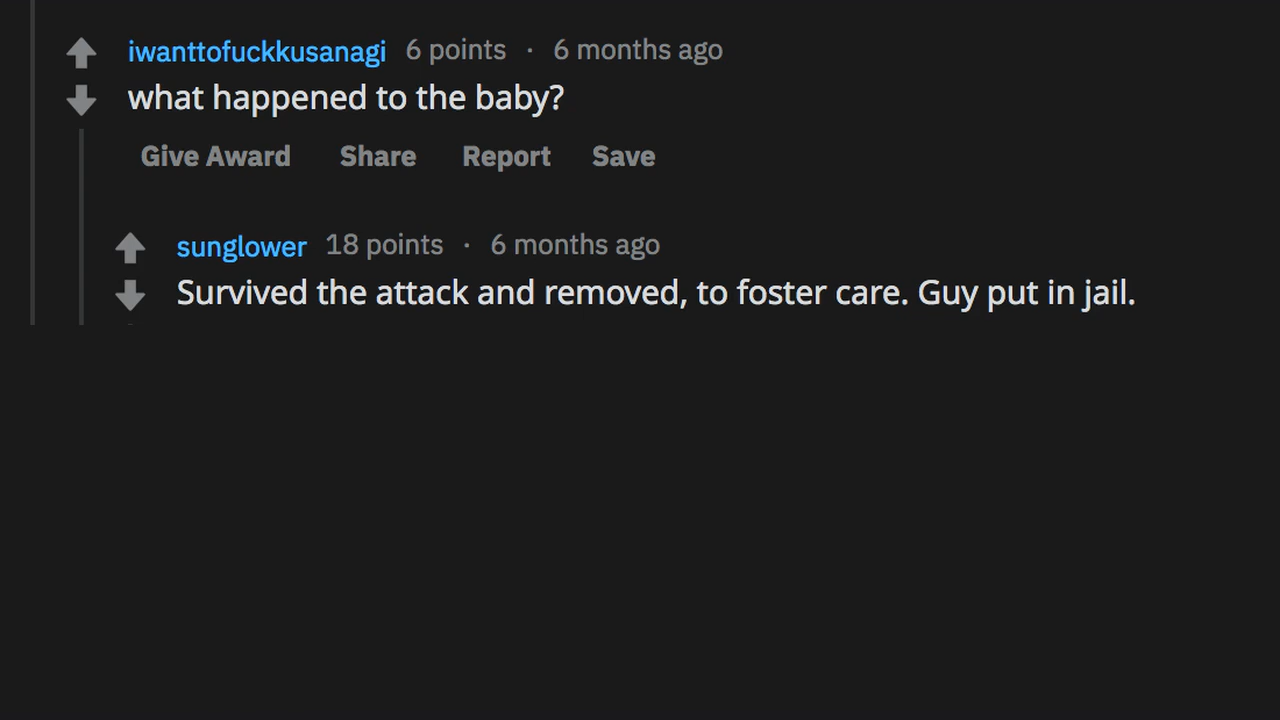 iwanttofuckkusanagi 6 points · 6 months ago
what happened to the baby?
Give Award Share Report Save
sunglower 18 points · 6 months ago
Survived the attack and removed, to foster care. Guy put in jail.